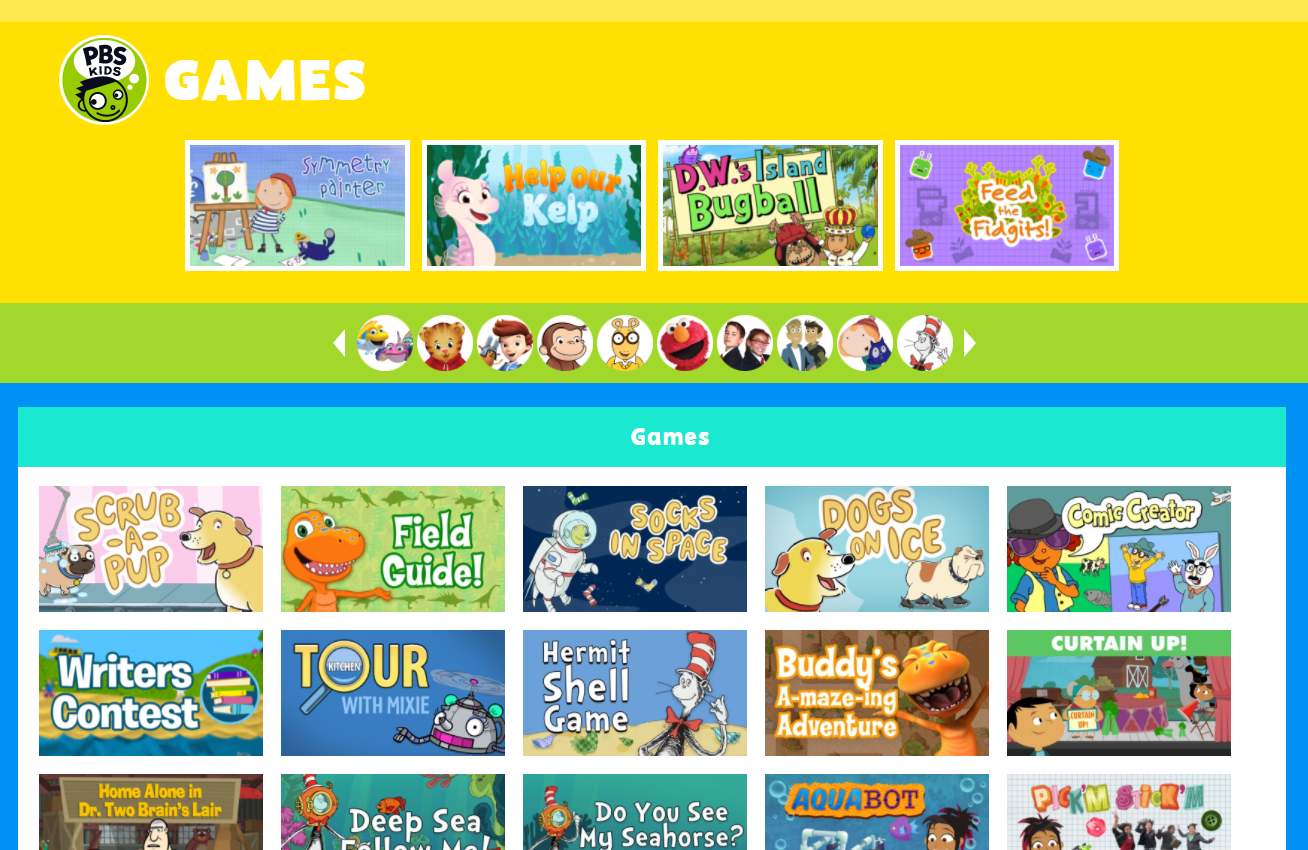 PBS
KIDS
GAMES
Symmetry
painter
Help our
Kelp
D.W.'s Island
Bugball
Feed
the
Fidgits!
Games
SCRUB
-A-
PUP
Field
Guide!
SOCKS
IN SPACE
DOGS
ON ICE
Comic Creator
Writers
Contest
TOUR
KITCHEN
WITH MIXIE
Hermit
Shell
Game
Buddy's
A-maze-ing
Adventure
CURTAIN UP!
CURTAIN
UP!
Home Alone in
Dr. Two Brain's Lair
Deep Sea
Follow Me!
Do You See
My Seahorse?
AQUABOT
PICK'M STICK'M